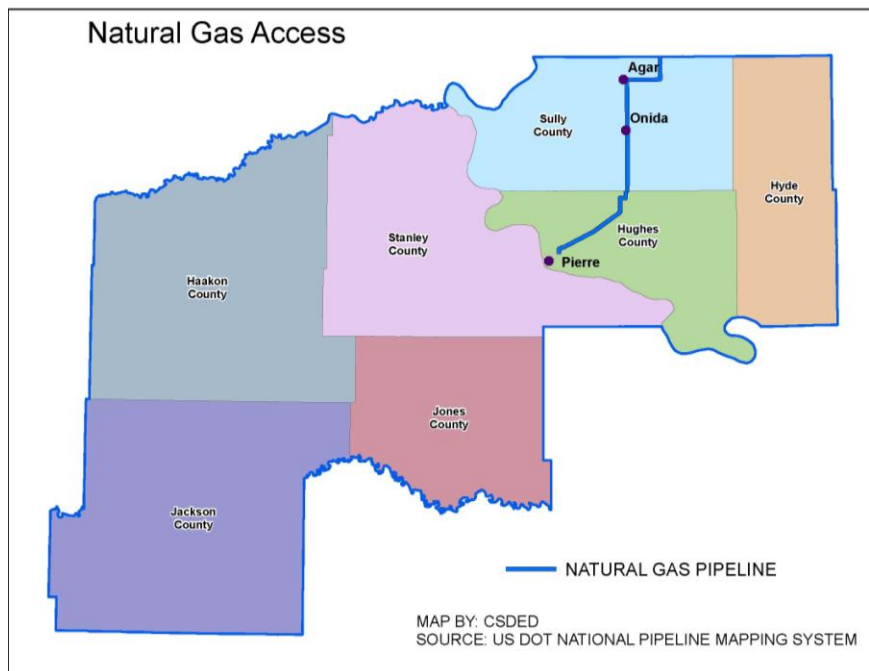 Natural Gas Access
Agar
Onida
Sully
County
Hyde
County
Hughes
County
Stanley
County
Pierre
Haakon
County
Jones
County
Jackson
County
NATURAL GAS PIPELINE
MAP BY: CSDED
SOURCE: US DOT NATIONAL PIPELINE MAPPING SYSTEM